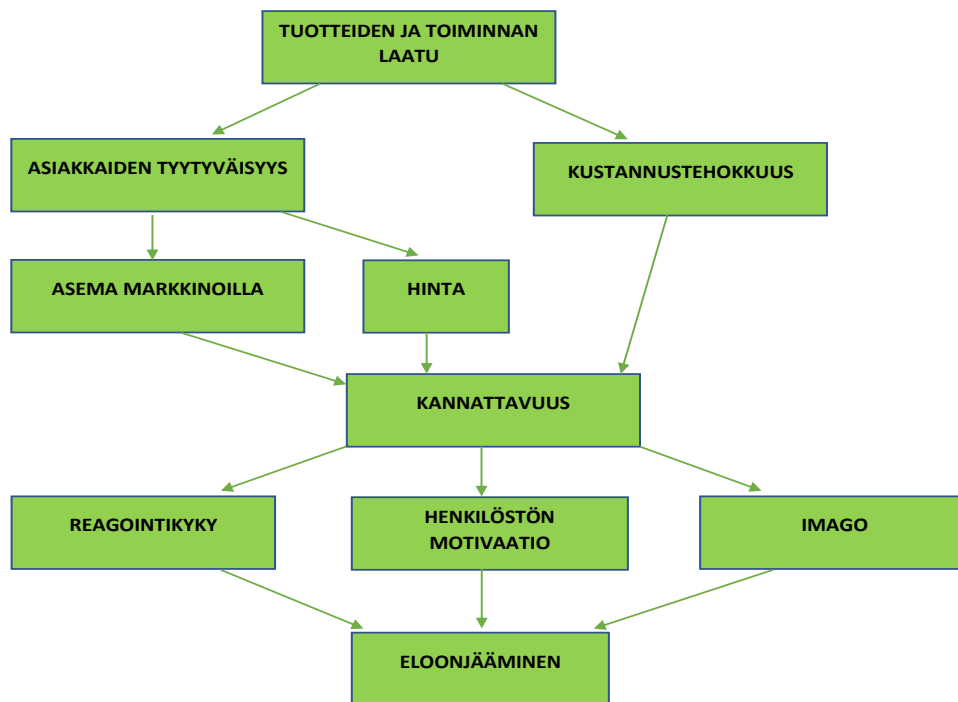 TUOTTEIDEN JA TOIMINNAN
LAATU
ASIAKKAIDEN TYYTYVÄISYYS
KUSTANNUSTEHOKKUUS
ASEMA MARKKINOILLA
HINTA
KANNATTAVUUS
REAGOINTIKYKY
HENKILÖSTÖN
MOTIVAATIO
IMAGO
ELOONJÄÄMINEN